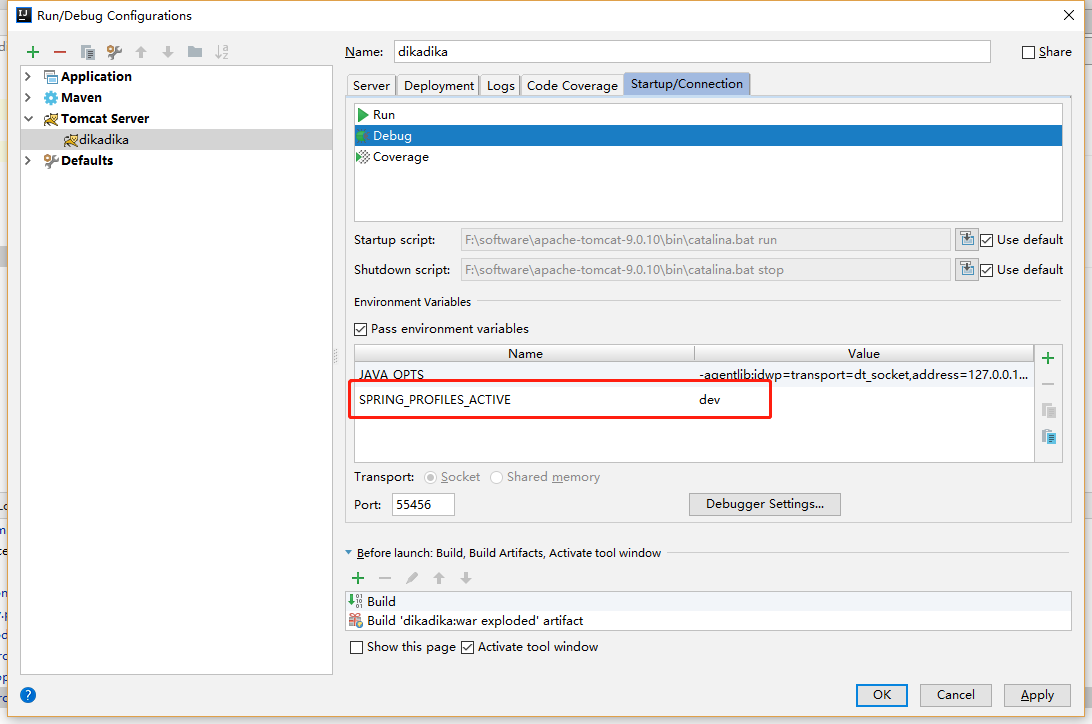 Run/Debug Configurations
Name: dikadika
Share
Application
Maven
Tomcat Server
dikadika
Defaults
Server
Deployment
Logs
Code Coverage
Startup/Connection
Run
Debug
Coverage
Startup script: F:\software\apache-tomcat-9.0.10\bin\catalina.bat run
Use default
Shutdown script: F:\software\apache-tomcat-9.0.10\bin\catalina.bat stop
Use default
Environment Variables
Pass environment variables
Name Value
JAVA_OPTS -agentlib:jdwp=transport=dt_socket,address=127.0.0.1...
SPRING_PROFILES_ACTIVE dev
Transport: Socket Shared memory
Port: 55456
Debugger Settings...
Before launch: Build, Build Artifacts, Activate tool window
Build
Build 'dikadika:war exploded' artifact
Show this page Activate tool window
OK
Cancel
Apply